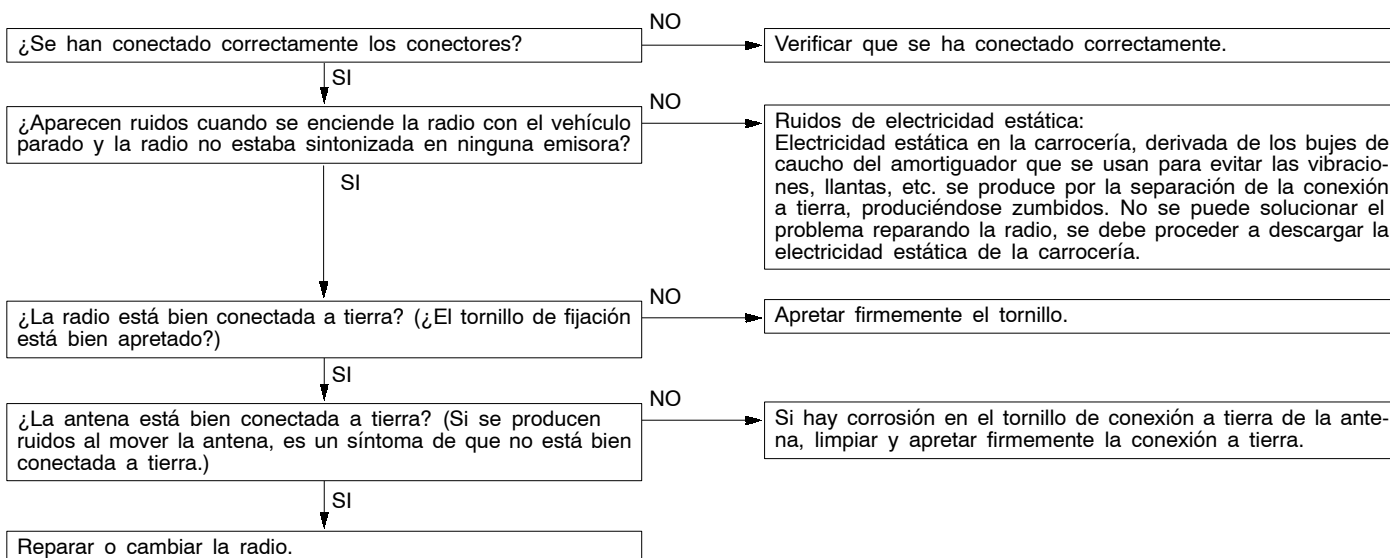 ¿Se han conectado correctamente los conectores?
NO
Verificar que se ha conectado correctamente.
SI
¿Aparecen ruidos cuando se enciende la radio con el vehículo
parado y la radio no estaba sintonizada en ninguna emisora?
NO
Ruidos de electricidad estática:
Electricidad estática en la carrocería, derivada de los bujes de
caucho del amortiguador que se usan para evitar las vibracio-
nes, llantas, etc. se produce por la separación de la conexión
a tierra, produciéndose zumbidos. No se puede solucionar el
problema reparando la radio, se debe proceder a descargar la
electricidad estática de la carrocería.
SI
¿La radio está bien conectada a tierra? (¿El tornillo de fijación
está bien apretado?)
NO
Apretar firmemente el tornillo.
SI
¿La antena está bien conectada a tierra? (Si se producen
ruidos al mover la antena, es un síntoma de que no está bien
conectada a tierra.)
NO
Si hay corrosión en el tornillo de conexión a tierra de la ante-
na, limpiar y apretar firmemente la conexión a tierra.
SI
Reparar o cambiar la radio.